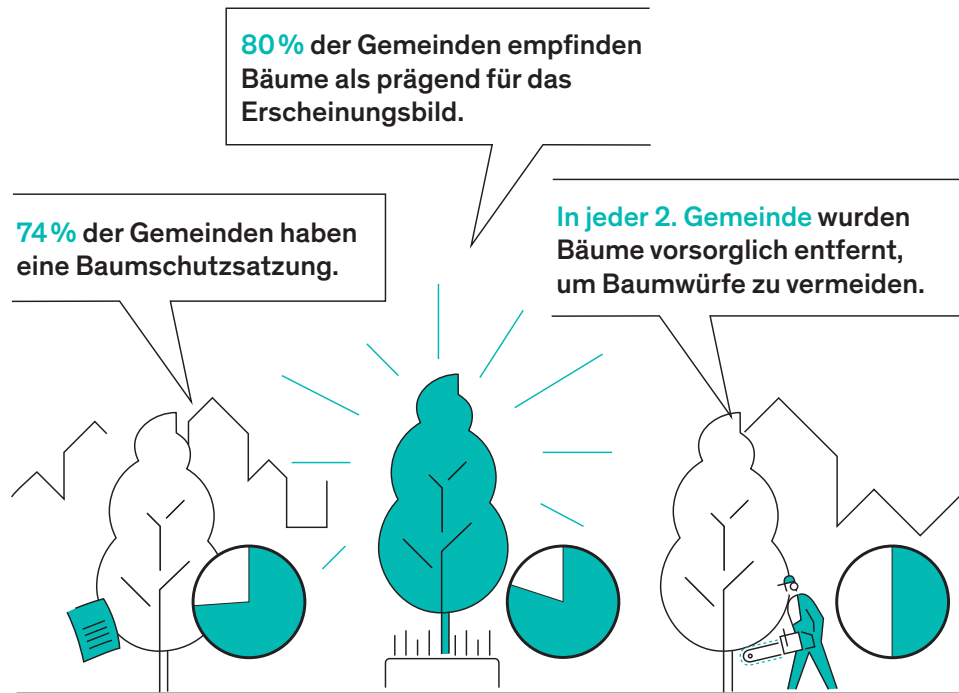 80 % der Gemeinden empfinden
Bäume als prägend für das
Erscheinungsbild.
74 % der Gemeinden haben
eine Baumschutzsatzung.
In jeder 2. Gemeinde wurden
Bäume vorsorglich entfernt,
um Baumwürfe zu vermeiden.